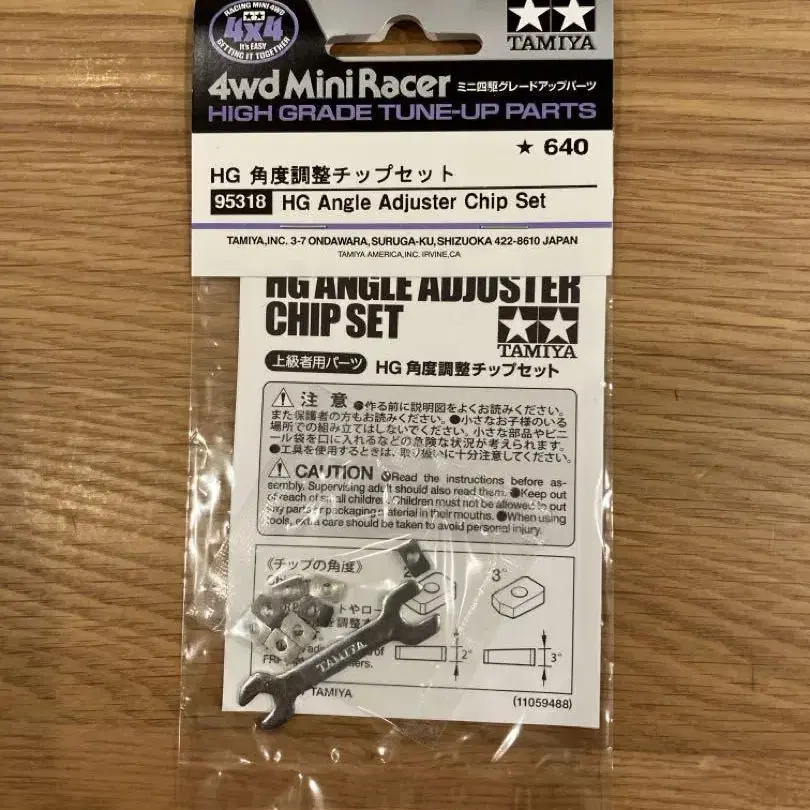 RACING MINI 4WD
4x4
It's EASY
GETTING IT TOGETHER
TAMIYA
4wd Mini Racer ミニ四駆グレードアップパーツ
HIGH GRADE TUNE-UP PARTS
★ 640
HG 角度調整チップセット
95318 HG Angle Adjuster Chip Set
TAMIYA,INC. 3-7 ONDAWARA, SURUGA-KU, SHIZUOKA 422-8610 JAPAN
TAMIYA AMERICA,INC. IRVINE,CA
HG ANGLE ADJUSTER
CHIP SET
TAMIYA
上級者用パーツ HG 角度調整チップセット
注 意 ●作る前に説明図をよくお読みください。
また保護者の方もお読みください。●小さなお子様のいる
場所での組み立てはしないでください。小さな部品やビニ
ール袋を口に入れるなどの危険な状況が考えられます。
●工具を使用するときは、取り扱いに十分注意してください。
CAUTION ●Read the instructions before as-
sembly. Supervising adult should also read them. ●Keep out
of reach of small children. Children must not be allowed to put
any parts or packaging material in their mouths. ●When using
tools, extra care should be taken to avoid personal injury.
《チップの角度》
3°
2°
3°
TAMIYA
TAMIYA
(11059488)